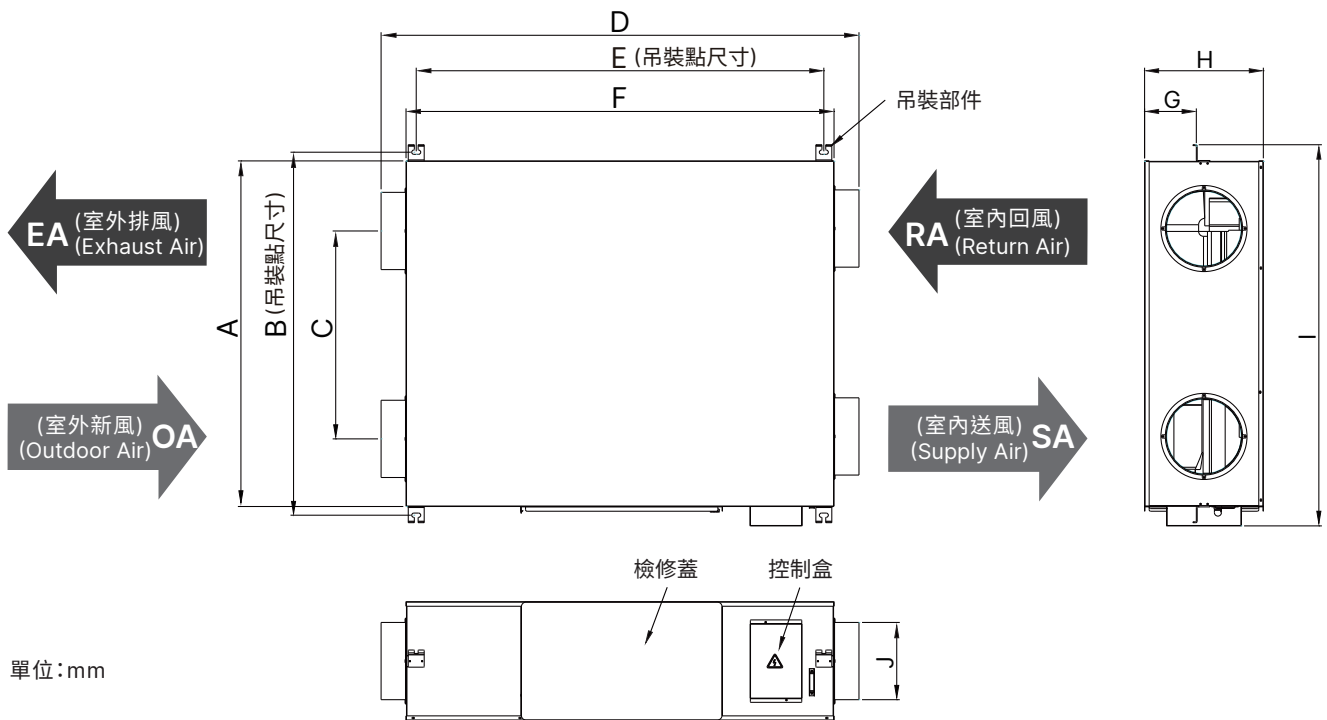 D
E (吊裝點尺寸)
F
吊裝部件
H
G
EA (室外排風)
(Exhaust Air)
RA (室內回風)
(Return Air)
A
B (吊裝點尺寸)
C
I
(室外新風)
(Outdoor Air) OA
(室內送風)
(Supply Air) SA
檢修蓋
控制盒
J
單位:mm